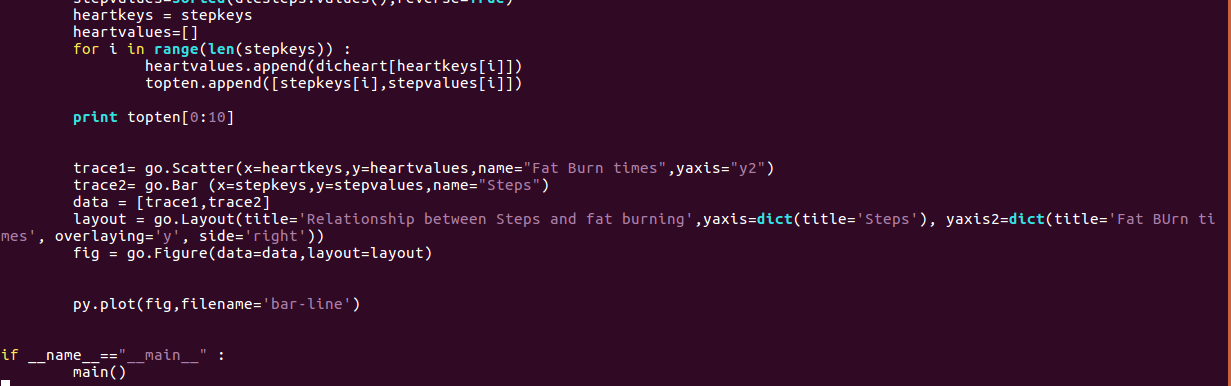 stepvalues=sorted(dicsteps.values(),reverse=True)
heartkeys = stepkeys
heartvalues=[]
for i in range(len(stepkeys)) :
heartvalues.append(dicheart[heartkeys[i]])
topten.append([stepkeys[i],stepvalues[i]])
print topten[0:10]
trace1= go.Scatter(x=heartkeys,y=heartvalues,name="Fat Burn times",yaxis="y2")
trace2= go.Bar (x=stepkeys,y=stepvalues,name="Steps")
data = [trace1,trace2]
layout = go.Layout(title='Relationship between Steps and fat burning',yaxis=dict(title='Steps'), yaxis2=dict(title='Fat BUrn ti
mes', overlaying='y', side='right'))
fig = go.Figure(data=data,layout=layout)
py.plot(fig,filename='bar-line')
if __name__=="__main__" :
main()